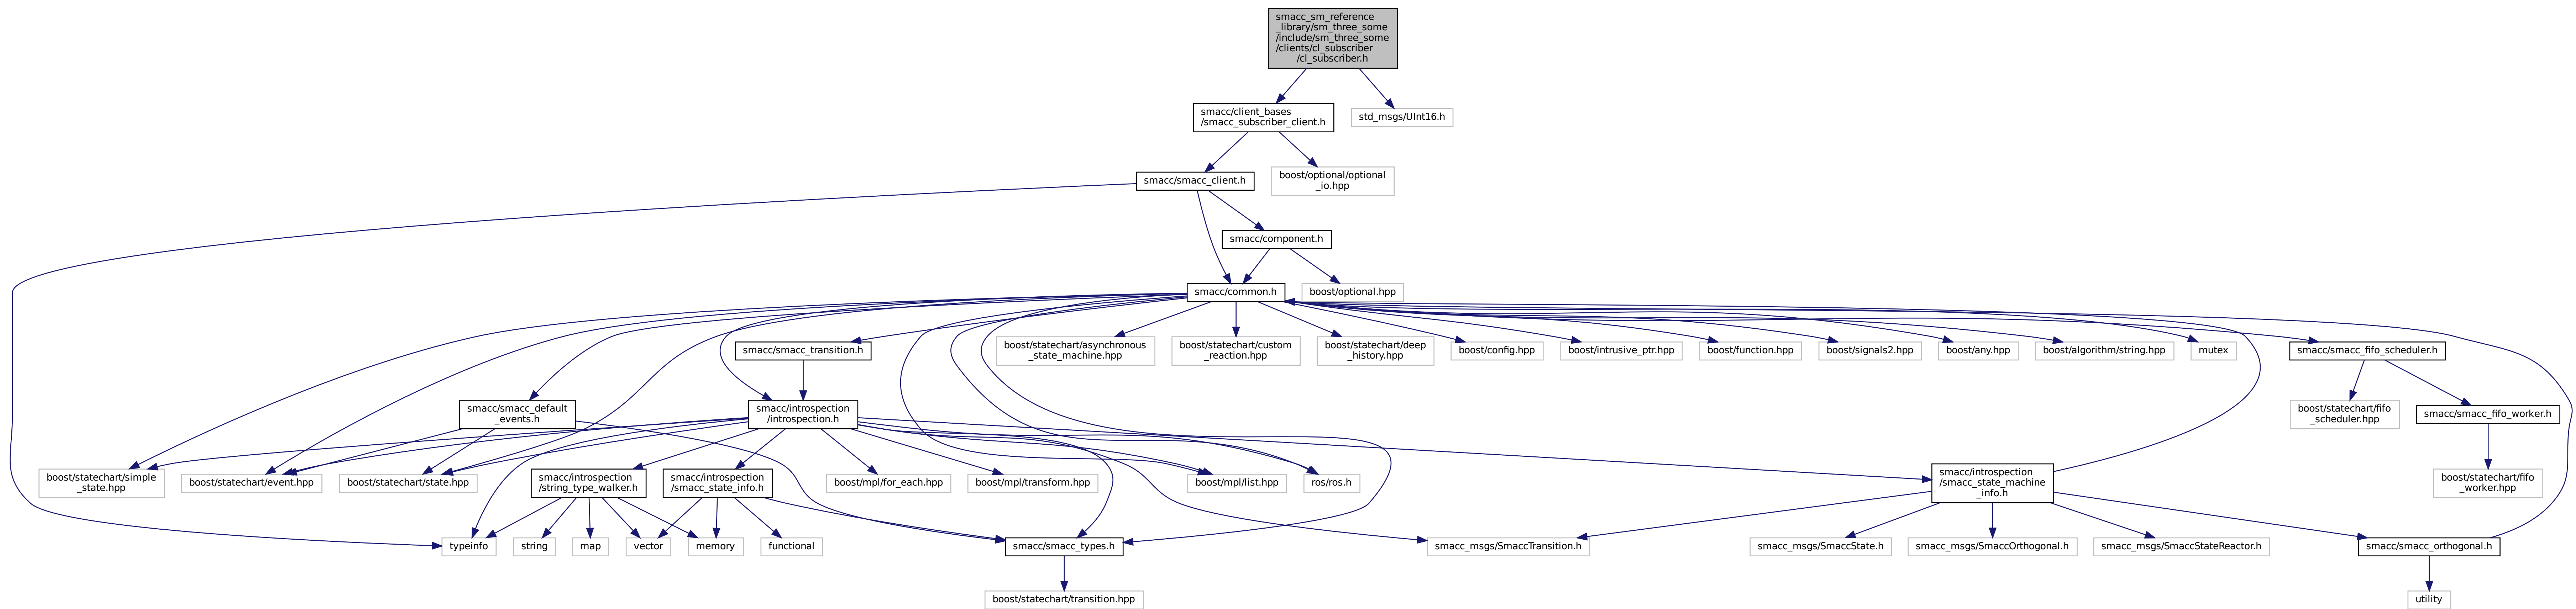 smacc_sm_reference
_library/sm_three_some
/include/sm_three_some
/clients/cl_subscriber
/cl_subscriber.h
smacc/client_bases
/smacc_subscriber_client.h
std_msgs/UInt16.h
smacc/smacc_client.h
boost/optional/optional
_io.hpp
smacc/component.h
smacc/common.h
boost/optional.hpp
smacc/smacc_transition.h
boost/statechart/asynchronous
_state_machine.hpp
boost/statechart/custom
_reaction.hpp
boost/statechart/deep
_history.hpp
boost/config.hpp
boost/intrusive_ptr.hpp
boost/function.hpp
boost/signals2.hpp
boost/any.hpp
boost/algorithm/string.hpp
mutex
smacc/smacc_fifo_scheduler.h
smacc/smacc_default
_events.h
smacc/introspection
/introspection.h
boost/statechart/fifo
_scheduler.hpp
smacc/smacc_fifo_worker.h
boost/statechart/simple
_state.hpp
boost/statechart/event.hpp
boost/statechart/state.hpp
smacc/introspection
/string_type_walker.h
smacc/introspection
/smacc_state_info.h
boost/mpl/for_each.hpp
boost/mpl/transform.hpp
boost/mpl/list.hpp
ros/ros.h
smacc/introspection
/smacc_state_machine
_info.h
boost/statechart/fifo
_worker.hpp
typeinfo
string
map
vector
memory
functional
smacc/smacc_types.h
smacc_msgs/SmaccTransition.h
smacc_msgs/SmaccState.h
smacc_msgs/SmaccOrthogonal.h
smacc_msgs/SmaccStateReactor.h
smacc/smacc_orthogonal.h
boost/statechart/transition.hpp
utility